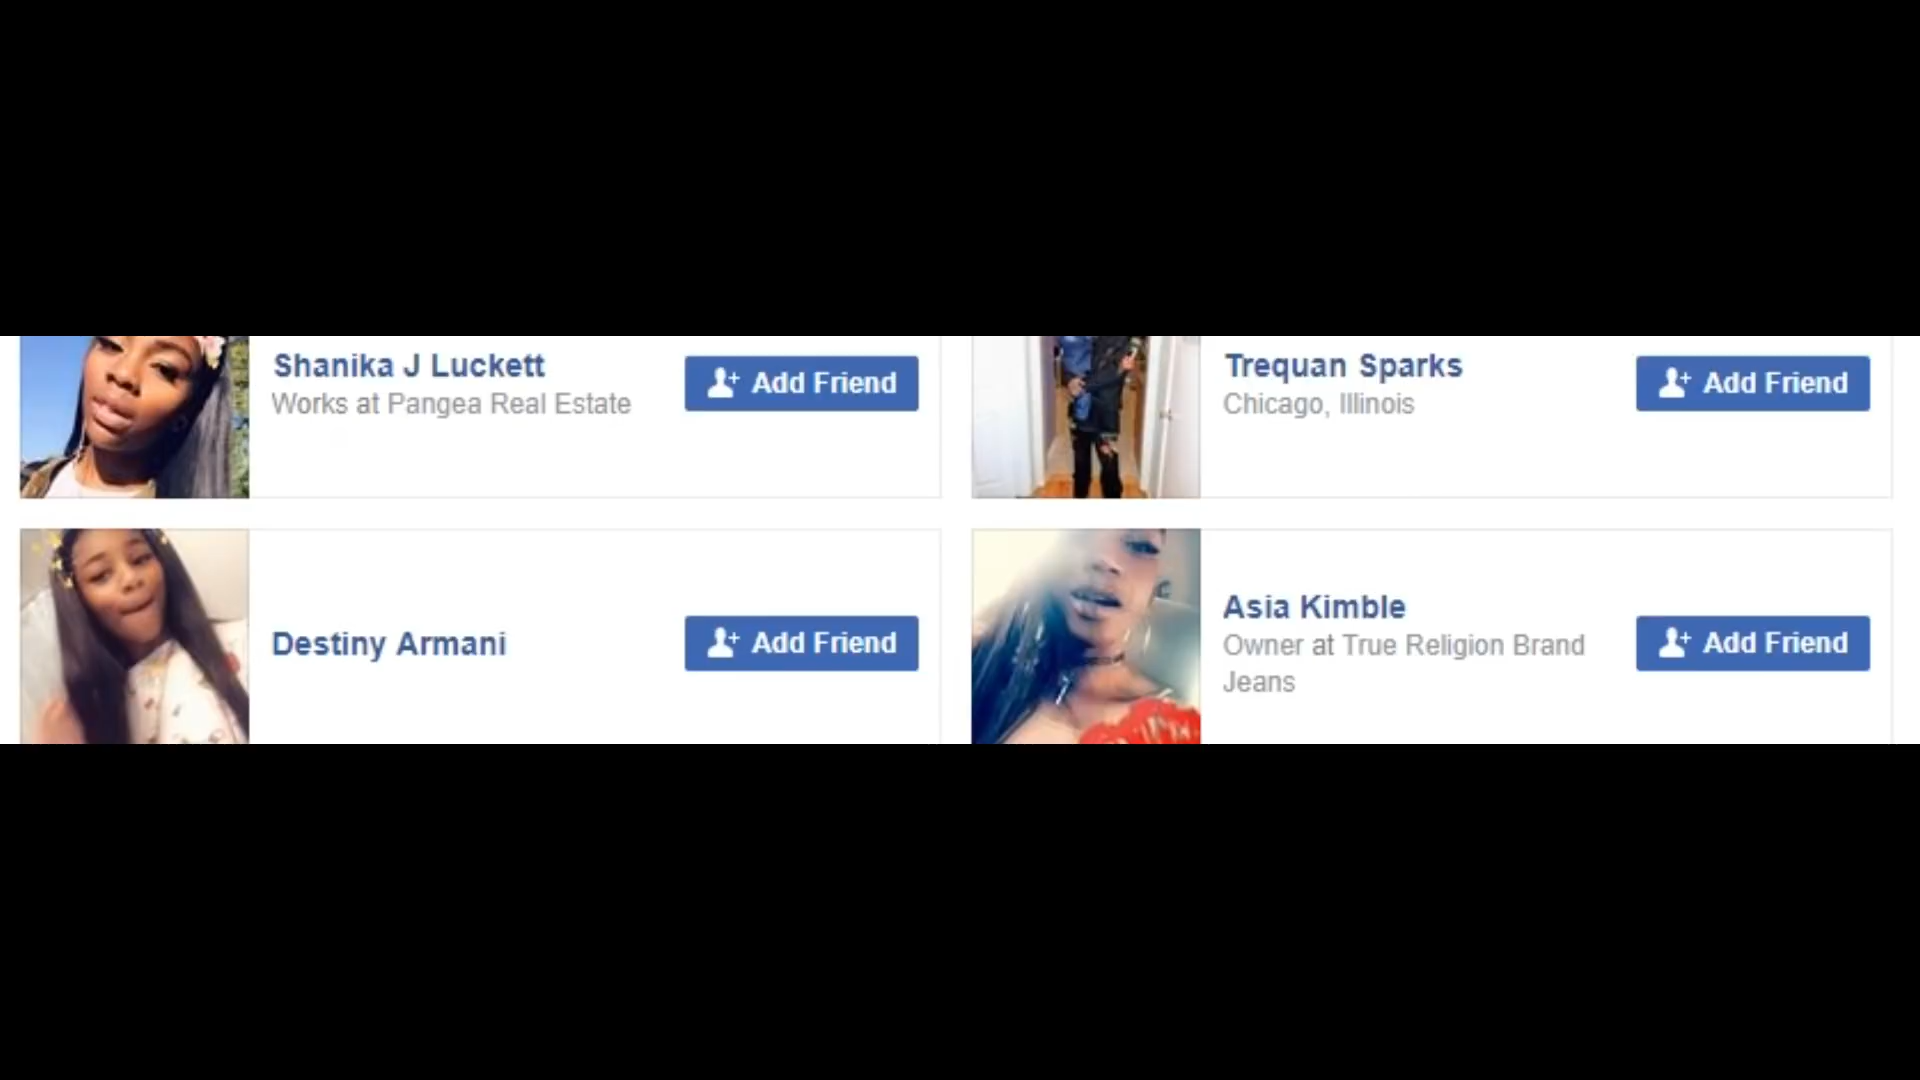 Shanika J Luckett
Works at Pangea Real Estate
Add Friend
Trequan Sparks
Chicago, Illinois
Add Friend
Destiny Armani
Add Friend
Asia Kimble
Owner at True Religion Brand
Jeans
Add Friend